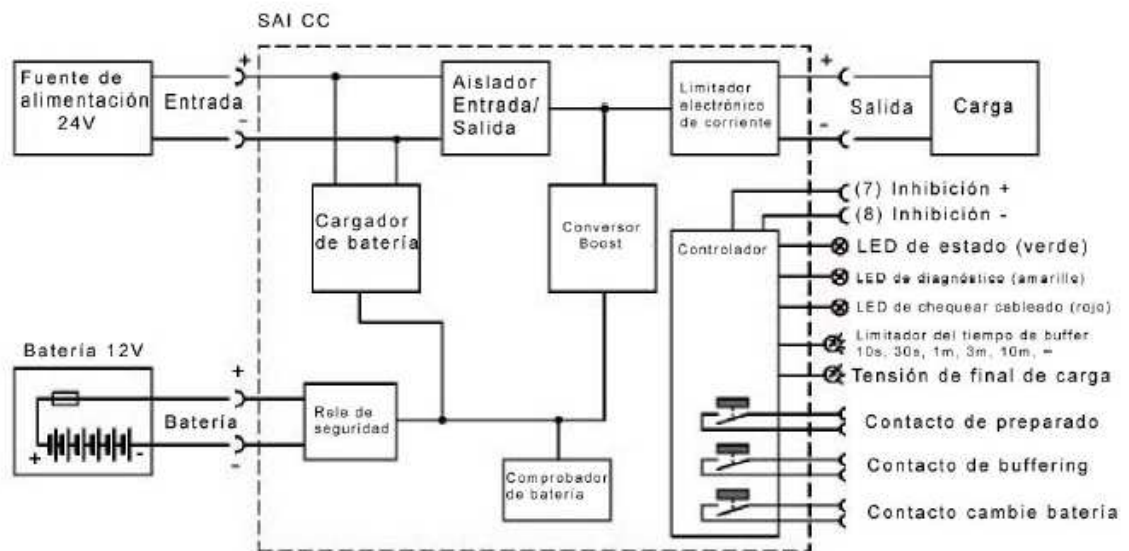 SAI CC
Fuente de
alimentación
24V
+
Entrada
-
Aislador
Entrada/
Salida
Limitador
electrónico
de corriente
+
Salida
-
Carga
Cargador
de batería
Conversor
Boost
Controlador
(7) Inhibición +
(8) Inhibición -
LED de estado (verde)
LED de diagnóstico (amarillo)
LED de chequear cableado (rojo)
Limitador del tiempo de buffer
10s, 30s, 1m, 3m, 10m, ∞
Tensión de final de carga
Batería 12V
+
-
+
Batería
-
Rele de
seguridad
Comprobador
de batería
Contacto de preparado
Contacto de buffering
Contacto cambie batería